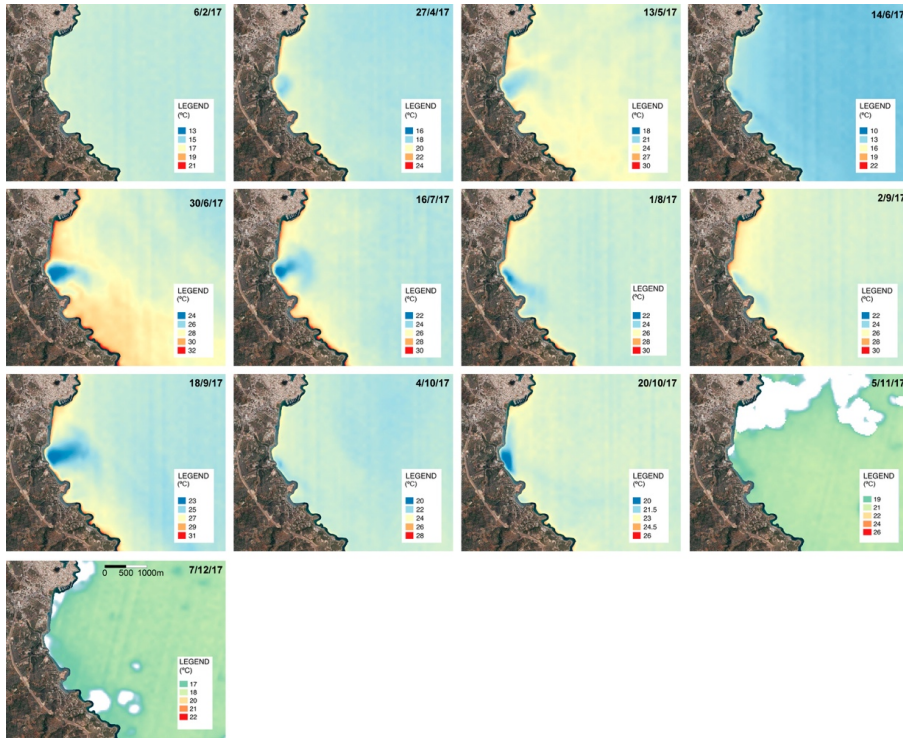 6/2/17
LEGEND
(ºC)
13
15
17
19
21
27/4/17
LEGEND
(ºC)
16
18
20
22
24
13/5/17
LEGEND
(ºC)
18
21
24
27
30
14/6/17
LEGEND
(ºC)
10
13
16
19
22
30/6/17
LEGEND
(ºC)
24
26
28
30
32
16/7/17
LEGEND
(ºC)
22
24
26
28
30
1/8/17
LEGEND
(ºC)
22
24
26
28
30
2/9/17
LEGEND
(ºC)
22
24
26
28
30
18/9/17
LEGEND
(ºC)
23
25
27
29
31
4/10/17
LEGEND
(ºC)
20
22
24
26
28
20/10/17
LEGEND
(ºC)
20
21.5
23
24.5
26
5/11/17
LEGEND
(ºC)
19
21
22
24
26
0 500 1000m
7/12/17
LEGEND
(ºC)
17
18
20
21
22